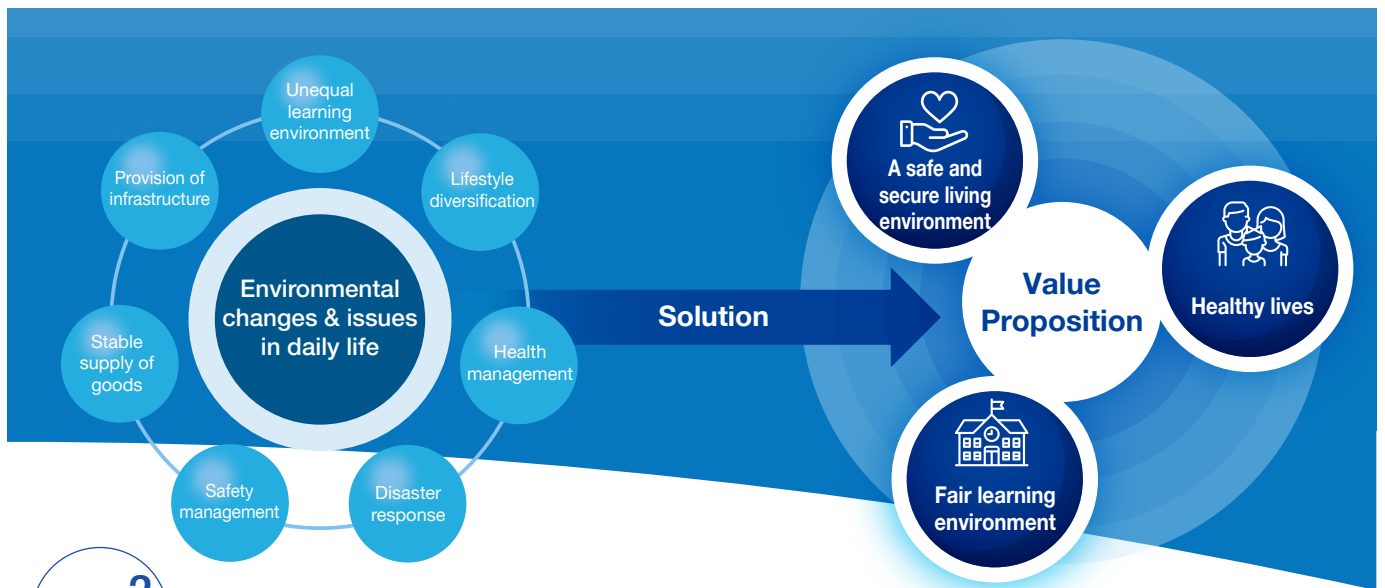 Unequal
learning
environment
Lifestyle
diversification
Health
management
Disaster
response
Safety
management
Stable
supply of
goods
Provision of
infrastructure
Environmental
changes & issues
in daily life
Solution
Value
Proposition
A safe and
secure living
environment
Healthy lives
Fair learning
environment